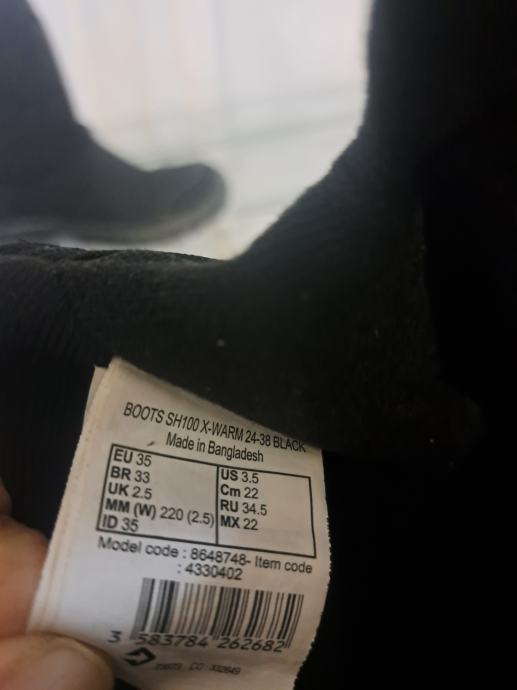 BOOTS SH100 X-WARM 24-38 BLACK
Made in Bangladesh
EU 35
BR 33
UK 2.5
MM (W) 220 (2.5)
ID 35
US 3.5
Cm 22
RU 34.5
MX 22
Model code : 8648748- Item code
: 4330402
3 583784 262682
CO : 332649